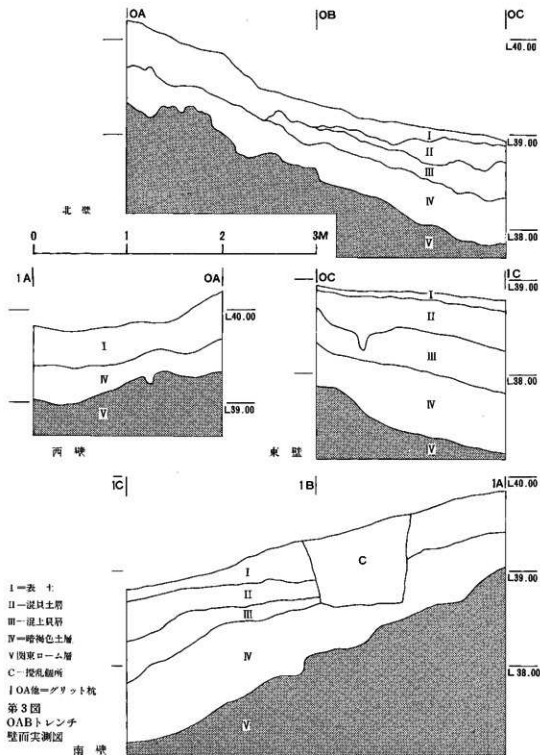 OA OB OC
L40.00
I
L39.00
II
III
IV
北壁
L38.00
V
0 1 2 3M
1A OA
OC 1C
L39.00
I
L40.00
II
I
III
L38.00
IV
IV
L39.00
V
V
西壁
東壁
1C 1B 1A
L40.00
C
I
L39.00
II
III
IV
L38.00
V
I=表土
II─混貝土層
III─混土貝層
IV═暗褐色土層
V関東ローム層
C─擾乱個所
OA他=グリット杭
第3図
OABトレンチ
壁面実測図
南壁